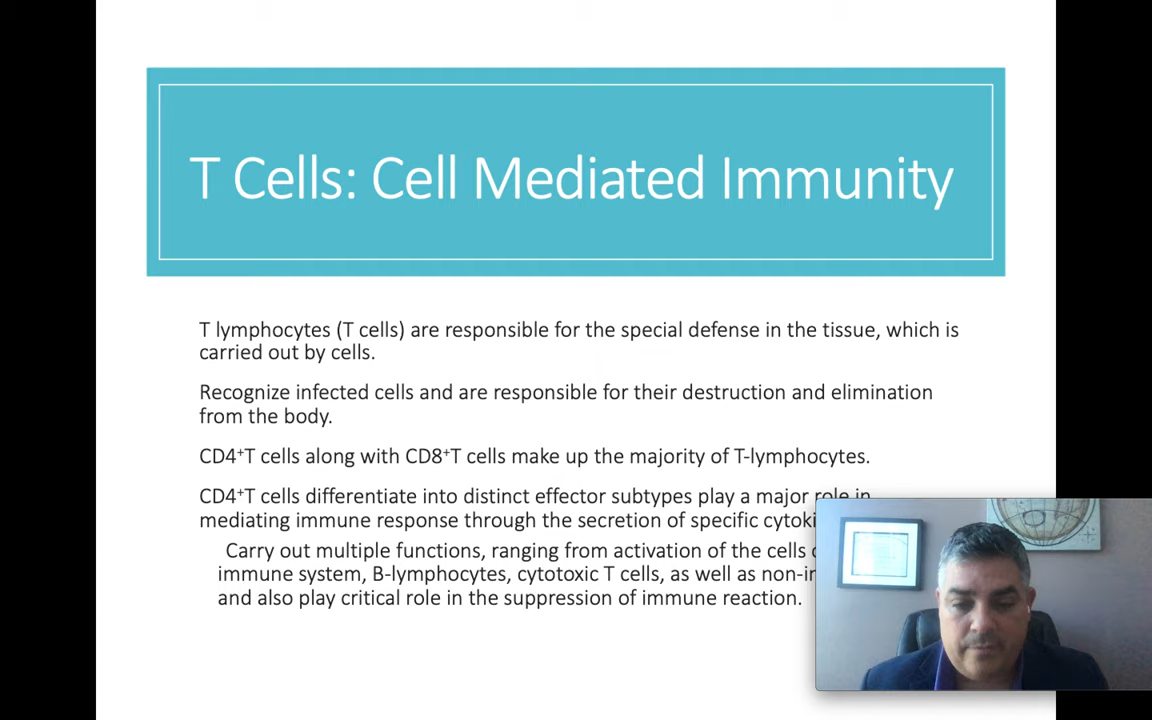 T Cells: Cell Mediated Immunity
T lymphocytes (T cells) are responsible for the special defense in the tissue, which is
carried out by cells.
Recognize infected cells and are responsible for their destruction and elimination
from the body.
CD4⁺T cells along with CD8⁺T cells make up the majority of T-lymphocytes.
CD4⁺T cells differentiate into distinct effector subtypes play a major role in
mediating immune response through the secretion of specific
Carry out multiple functions, ranging from activation of the cells
immune system, B-lymphocytes, cytotoxic T cells, as well as
and also play critical role in the suppression of immune reaction.